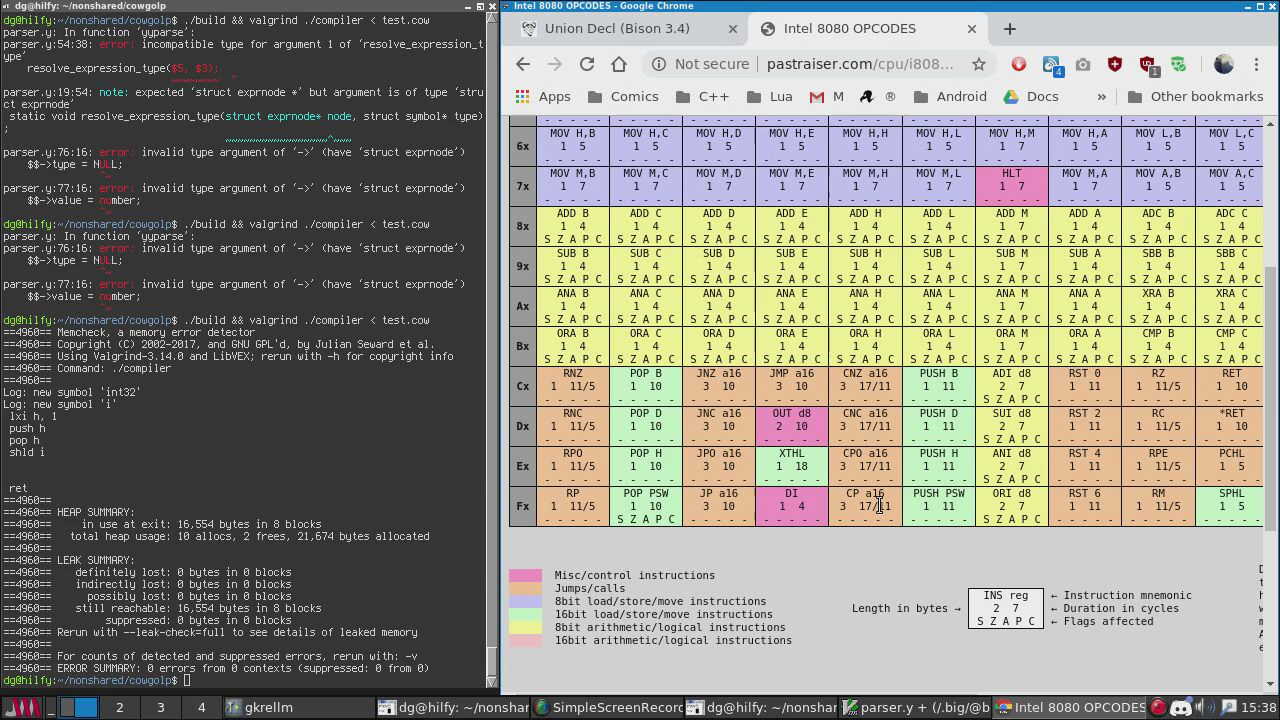 dg@hilfy: ~/nonshared/cowgolp
dg@hilfy:~/nonshared/cowgolp$ ./build && valgrind ./compiler < test.cow
parser.y: In function ‘yyparse’:
parser.y:54:38: error: incompatible type for argument 1 of ‘resolve_expression_t
ype’
resolve_expression_type($5, $3);
parser.y:19:54: note: expected ‘struct exprnode *’ but argument is of type ‘stru
ct exprnode’
static void resolve_expression_type(struct exprnode* node, struct symbol* type)
;
parser.y:76:16: error: invalid type argument of ‘->’ (have ‘struct exprnode’)
$$->type = NULL;
parser.y:77:16: error: invalid type argument of ‘->’ (have ‘struct exprnode’)
$$->value = number;
dg@hilfy:~/nonshared/cowgolp$ ./build && valgrind ./compiler < test.cow
parser.y: In function ‘yyparse’:
parser.y:76:16: error: invalid type argument of ‘->’ (have ‘struct exprnode’)
$$->type = NULL;
parser.y:77:16: error: invalid type argument of ‘->’ (have ‘struct exprnode’)
$$->value = number;
dg@hilfy:~/nonshared/cowgolp$ ./build && valgrind ./compiler < test.cow
==4960== Memcheck, a memory error detector
==4960== Copyright (C) 2002-2017, and GNU GPL'd, by Julian Seward et al.
==4960== Using Valgrind-3.14.0 and LibVEX; rerun with -h for copyright info
==4960== Command: ./compiler
==4960==
Log: new symbol 'int32'
Log: new symbol 'i'
lxi h, 1
push h
pop h
shld i
ret
==4960==
==4960== HEAP SUMMARY:
==4960== in use at exit: 16,554 bytes in 8 blocks
==4960== total heap usage: 10 allocs, 2 frees, 21,674 bytes allocated
==4960==
==4960== LEAK SUMMARY:
==4960== definitely lost: 0 bytes in 0 blocks
==4960== indirectly lost: 0 bytes in 0 blocks
==4960== possibly lost: 0 bytes in 0 blocks
==4960== still reachable: 16,554 bytes in 8 blocks
==4960== suppressed: 0 bytes in 0 blocks
==4960== Rerun with --leak-check=full to see details of leaked memory
==4960==
==4960== For counts of detected and suppressed errors, rerun with: -v
==4960== ERROR SUMMARY: 0 errors from 0 contexts (suppressed: 0 from 0)
dg@hilfy:~/nonshared/cowgolp$
Intel 8080 OPCODES - Google Chrome
Union Decl (Bison 3.4) Intel 8080 OPCODES
Not secure pastraiser.com/cpu/i808... 4 1
Apps Comics C++ Lua M ® Android Docs » Other bookmarks
- - - - - - - - - - - - - - - - - - - - - - - - - - - - - - - - - - - - - - - - - - - - - - - - - -
MOV H,B MOV H,C MOV H,D MOV H,E MOV H,H MOV H,L MOV H,M MOV H,A MOV L,B MOV L,C
6x 1 5 1 5 1 5 1 5 1 5 1 5 1 7 1 5 1 5 1 5
- - - - - - - - - - - - - - - - - - - - - - - - - - - - - - - - - - - - - - - - - - - - - - - - - -
MOV M,B MOV M,C MOV M,D MOV M,E MOV M,H MOV M,L HLT MOV M,A MOV A,B MOV A,C
7x 1 7 1 7 1 7 1 7 1 7 1 7 1 7 1 7 1 5 1 5
- - - - - - - - - - - - - - - - - - - - - - - - - - - - - - - - - - - - - - - - - - - - - - - - - -
ADD B ADD C ADD D ADD E ADD H ADD L ADD M ADD A ADC B ADC C
8x 1 4 1 4 1 4 1 4 1 4 1 4 1 7 1 4 1 4 1 4
S Z A P C S Z A P C S Z A P C S Z A P C S Z A P C S Z A P C S Z A P C S Z A P C S Z A P C S Z A P C
SUB B SUB C SUB D SUB E SUB H SUB L SUB M SUB A SBB B SBB C
9x 1 4 1 4 1 4 1 4 1 4 1 4 1 7 1 4 1 4 1 4
S Z A P C S Z A P C S Z A P C S Z A P C S Z A P C S Z A P C S Z A P C S Z A P C S Z A P C S Z A P C
ANA B ANA C ANA D ANA E ANA H ANA L ANA M ANA A XRA B XRA C
Ax 1 4 1 4 1 4 1 4 1 4 1 4 1 7 1 4 1 4 1 4
S Z A P C S Z A P C S Z A P C S Z A P C S Z A P C S Z A P C S Z A P C S Z A P C S Z A P C S Z A P C
ORA B ORA C ORA D ORA E ORA H ORA L ORA M ORA A CMP B CMP C
Bx 1 4 1 4 1 4 1 4 1 4 1 4 1 7 1 4 1 4 1 4
S Z A P C S Z A P C S Z A P C S Z A P C S Z A P C S Z A P C S Z A P C S Z A P C S Z A P C S Z A P C
RNZ POP B JNZ a16 JMP a16 CNZ a16 PUSH B ADI d8 RST 0 RZ RET
Cx 1 11/5 1 10 3 10 3 10 3 17/11 1 11 2 7 1 11 1 11/5 1 10
- - - - - - - - - - - - - - - - - - - - - - - - - - - - - - S Z A P C - - - - - - - - - - - - - - -
RNC POP D JNC a16 OUT d8 CNC a16 PUSH D SUI d8 RST 2 RC *RET
Dx 1 11/5 1 10 3 10 2 10 3 17/11 1 11 2 7 1 11 1 11/5 1 10
- - - - - - - - - - - - - - - - - - - - - - - - - - - - - - S Z A P C - - - - - - - - - - - - - - -
RPO POP H JPO a16 XTHL CPO a16 PUSH H ANI d8 RST 4 RPE PCHL
Ex 1 11/5 1 10 3 10 1 18 3 17/11 1 11 2 7 1 11 1 11/5 1 5
- - - - - - - - - - - - - - - - - - - - - - - - - - - - - - S Z A P C - - - - - - - - - - - - - - -
RP POP PSW JP a16 DI CP a16 PUSH PSW ORI d8 RST 6 RM SPHL
Fx 1 11/5 1 10 3 10 1 4 3 17/11 1 11 2 7 1 11 1 11/5 1 5
- - - - - S Z A P C - - - - - - - - - - - - - - - - - - - - S Z A P C - - - - - - - - - - - - - - -
Misc/control instructions
Jumps/calls
8bit load/store/move instructions
16bit load/store/move instructions
8bit arithmetic/logical instructions
16bit arithmetic/logical instructions
INS reg ← Instruction mnemonic
Length in bytes → 2 7 ← Duration in cycles
S Z A P C ← Flags affected
2 3 4 gkrellm dg@hilfy: ~/nonshar SimpleScreenRecord dg@hilfy: ~/nonshar parser.y + (/.big/@b Intel 8080 OPCODES 15:38